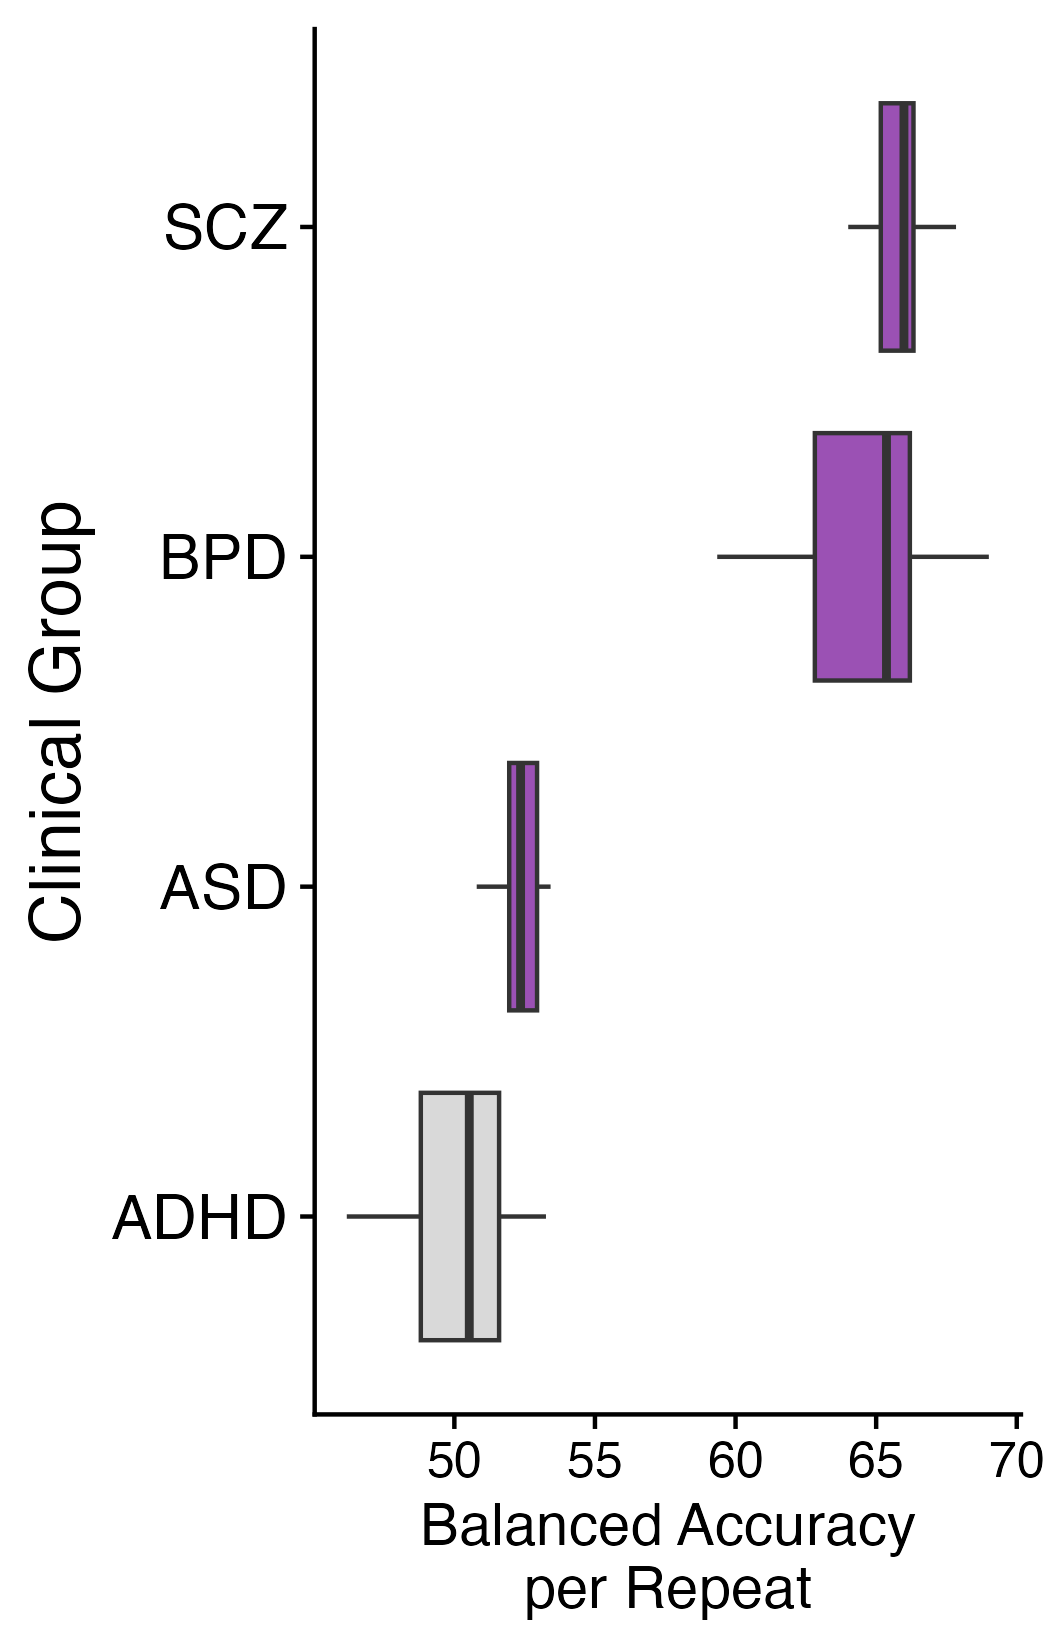 Clinical Group
SCZ
BPD
ASD
ADHD
50 55 60 65 70
Balanced Accuracy
per Repeat